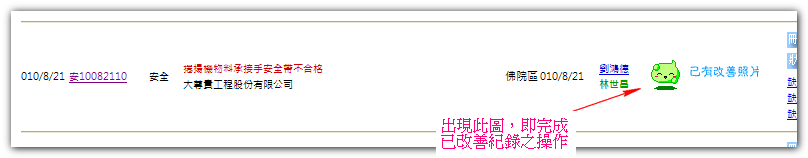 010/8/21 安10082110 安全
捲揚機物料承接手安全帶不合格
大尊貴工程股份有限公司
佛院區 010/8/21
劉鴻德
林世昌
已有改善照片
出現此圖，即完成
已改善紀錄之操作